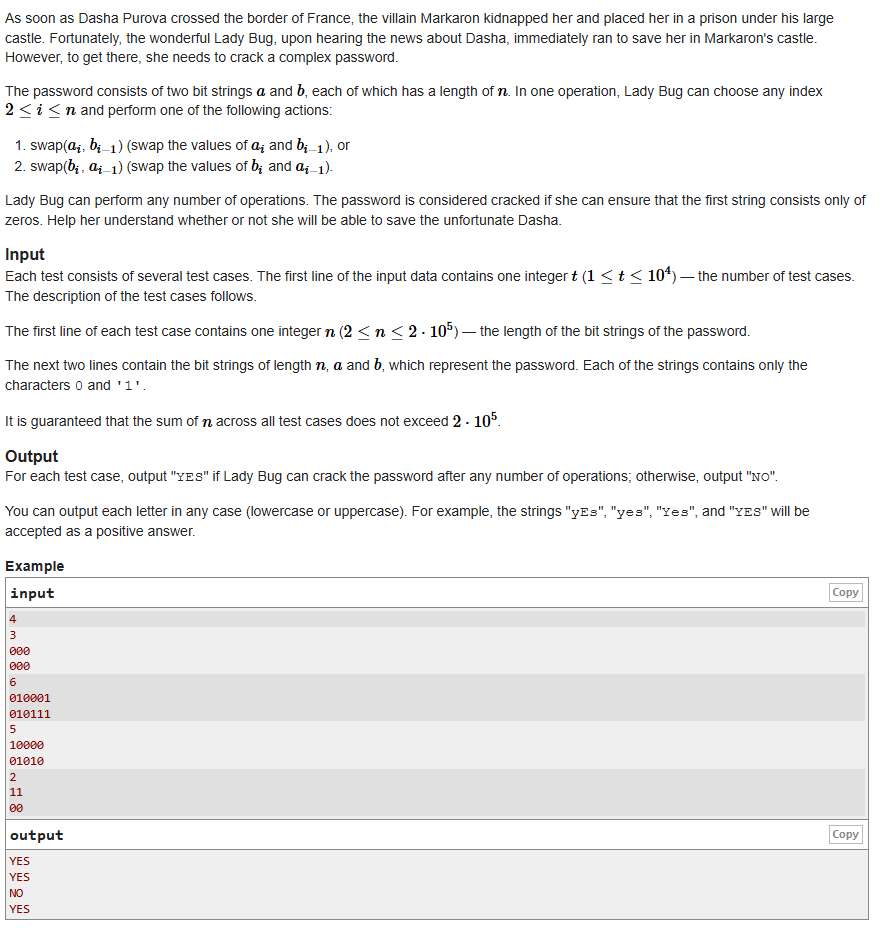 As soon as Dasha Purova crossed the border of France, the villain Markaron kidnapped her and placed her in a prison under his large
castle. Fortunately, the wonderful Lady Bug, upon hearing the news about Dasha, immediately ran to save her in Markaron's castle.
However, to get there, she needs to crack a complex password.
The password consists of two bit strings a and b, each of which has a length of n. In one operation, Lady Bug can choose any index
2 ≤ i ≤ n and perform one of the following actions:
1. swap(a_i, b_{i−1}) (swap the values of a_i and b_{i−1}), or
2. swap(b_i, a_{i−1}) (swap the values of b_i and a_{i−1}).
Lady Bug can perform any number of operations. The password is considered cracked if she can ensure that the first string consists only of
zeros. Help her understand whether or not she will be able to save the unfortunate Dasha.
Input
Each test consists of several test cases. The first line of the input data contains one integer t (1 ≤ t ≤ 10^4) — the number of test cases.
The description of the test cases follows.
The first line of each test case contains one integer n (2 ≤ n ≤ 2 · 10^5) — the length of the bit strings of the password.
The next two lines contain the bit strings of length n, a and b, which represent the password. Each of the strings contains only the
characters 0 and '1'.
It is guaranteed that the sum of n across all test cases does not exceed 2 · 10^5.
Output
For each test case, output "YES" if Lady Bug can crack the password after any number of operations; otherwise, output "NO".
You can output each letter in any case (lowercase or uppercase). For example, the strings "yEs", "yes", "Yes", and "YES" will be
accepted as a positive answer.
Example
input Copy
4
3
000
000
6
010001
010111
5
10000
01010
2
11
00
output Copy
YES
YES
NO
YES